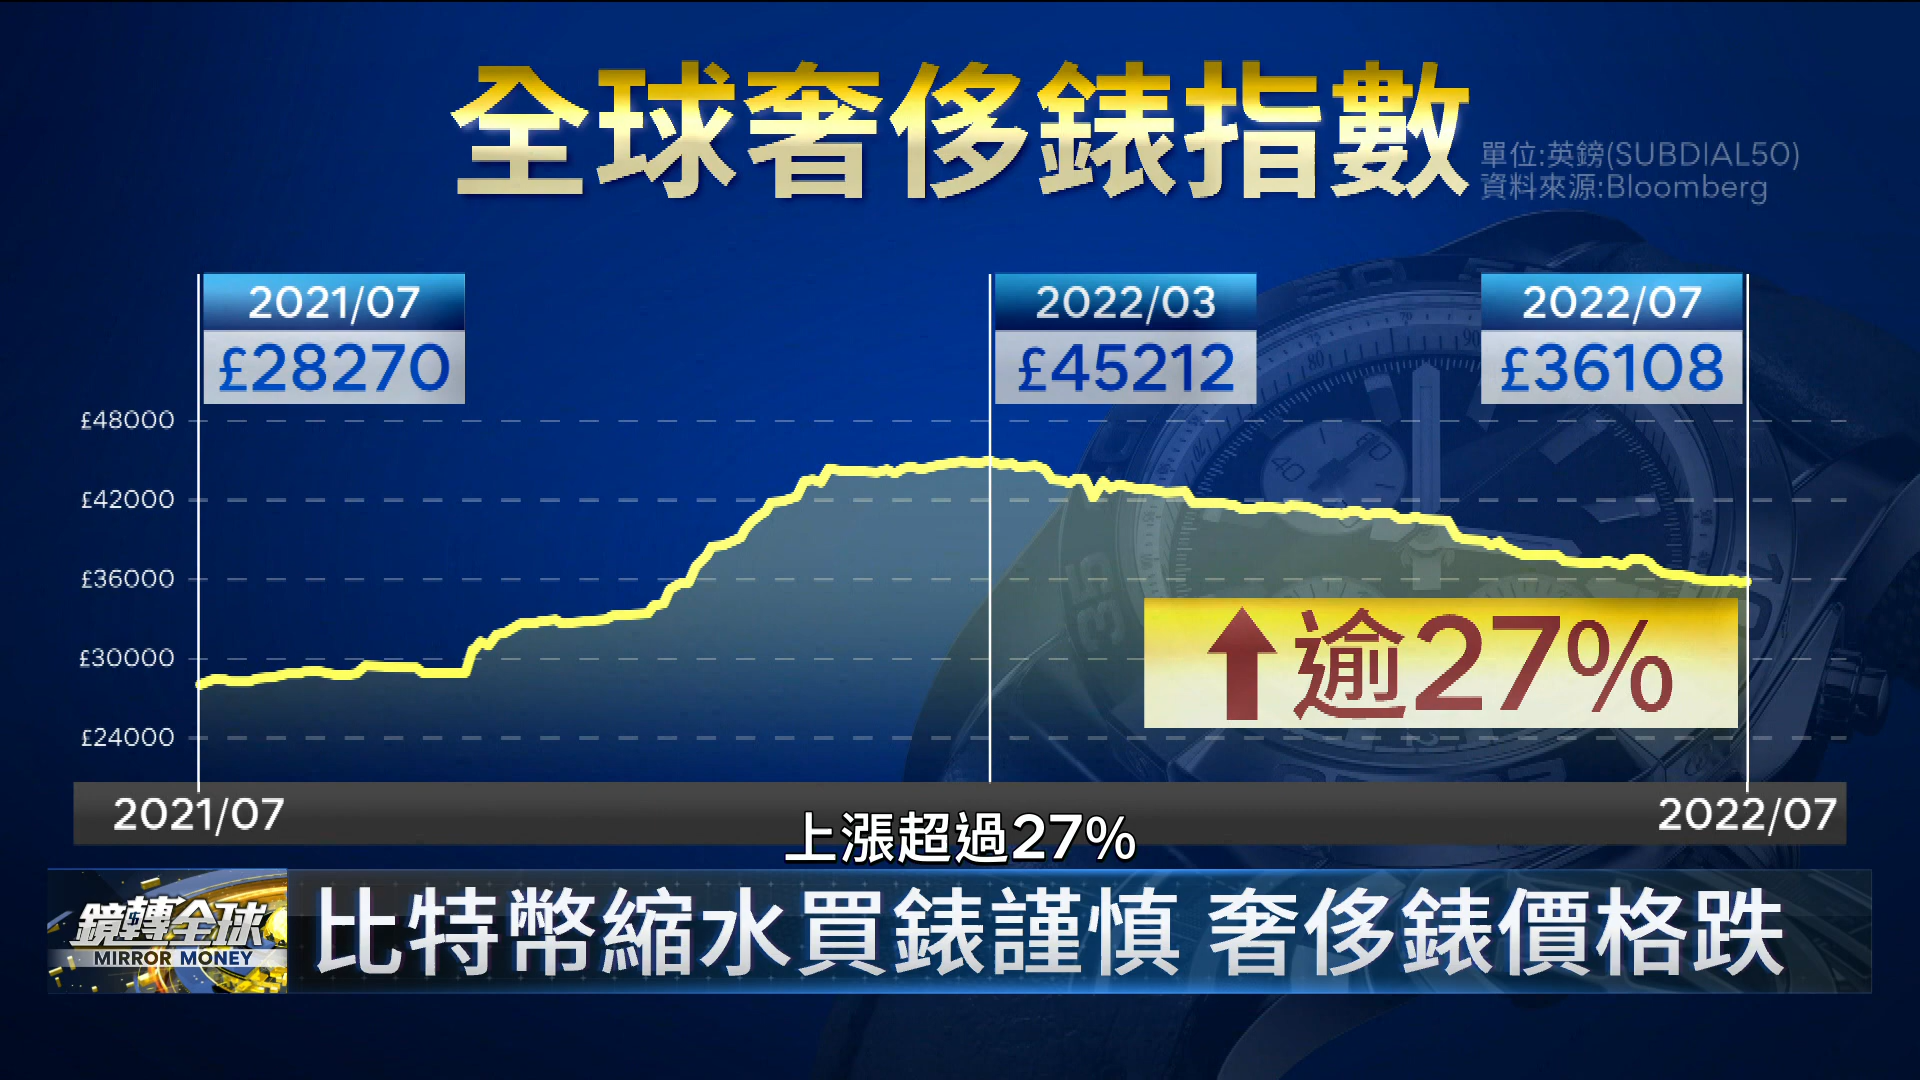 全球奢侈錶指數
單位:英鎊(SUBDIAL50)
資料來源:Bloomberg
2021/07
£28270
2022/03
£45212
2022/07
£36108
£48000
£42000
£36000
£30000
£24000
逾27%
2021/07
2022/07
上漲超過27%
鏡轉全球
MIRROR MONEY
比特幣縮水買錶謹慎 奢侈錶價格跌